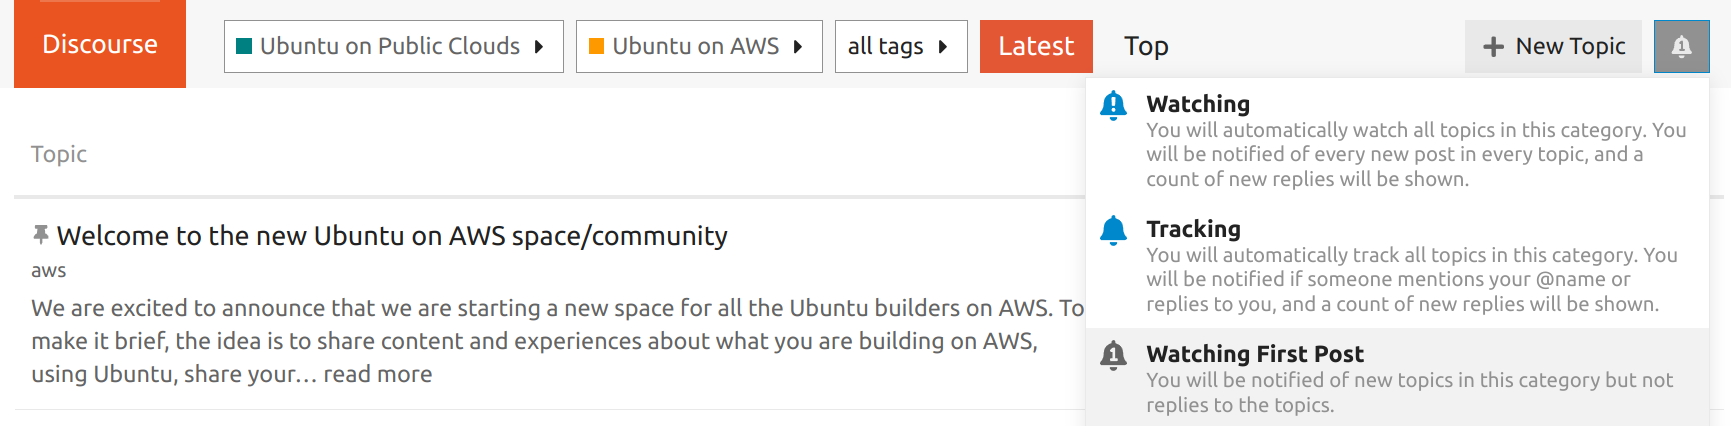 Discourse
Ubuntu on Public Clouds
Ubuntu on AWS
all tags
Latest
Top
New Topic
1
Watching
You will automatically watch all topics in this category. You
will be notified of every new post in every topic, and a
count of new replies will be shown.
Topic
Tracking
You will automatically track all topics in this category. You
will be notified if someone mentions your @name or
replies to you, and a count of new replies will be shown.
Welcome to the new Ubuntu on AWS space/community
aws
We are excited to announce that we are starting a new space for all the Ubuntu builders on AWS. To
make it brief, the idea is to share content and experiences about what you are building on AWS,
using Ubuntu, share your… read more
1
Watching First Post
You will be notified of new topics in this category but not
replies to the topics.